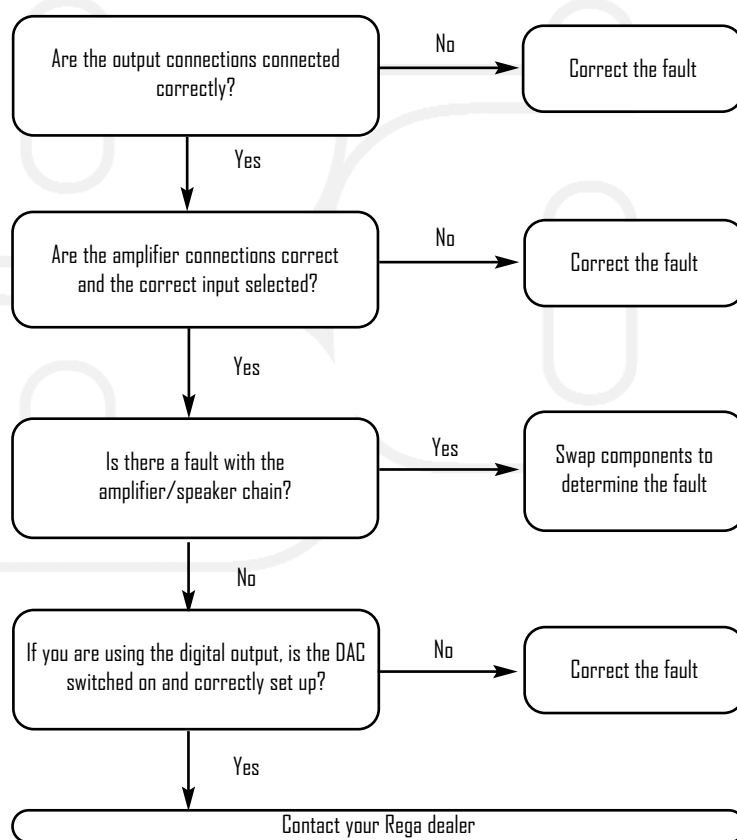 Are the output connections connected
correctly?
No
Correct the fault
Yes
Are the amplifier connections correct
and the correct input selected?
No
Correct the fault
Yes
Is there a fault with the
amplifier/speaker chain?
Yes
Swap components to
determine the fault
No
If you are using the digital output, is the DAC
switched on and correctly set up?
No
Correct the fault
Yes
Contact your Rega dealer